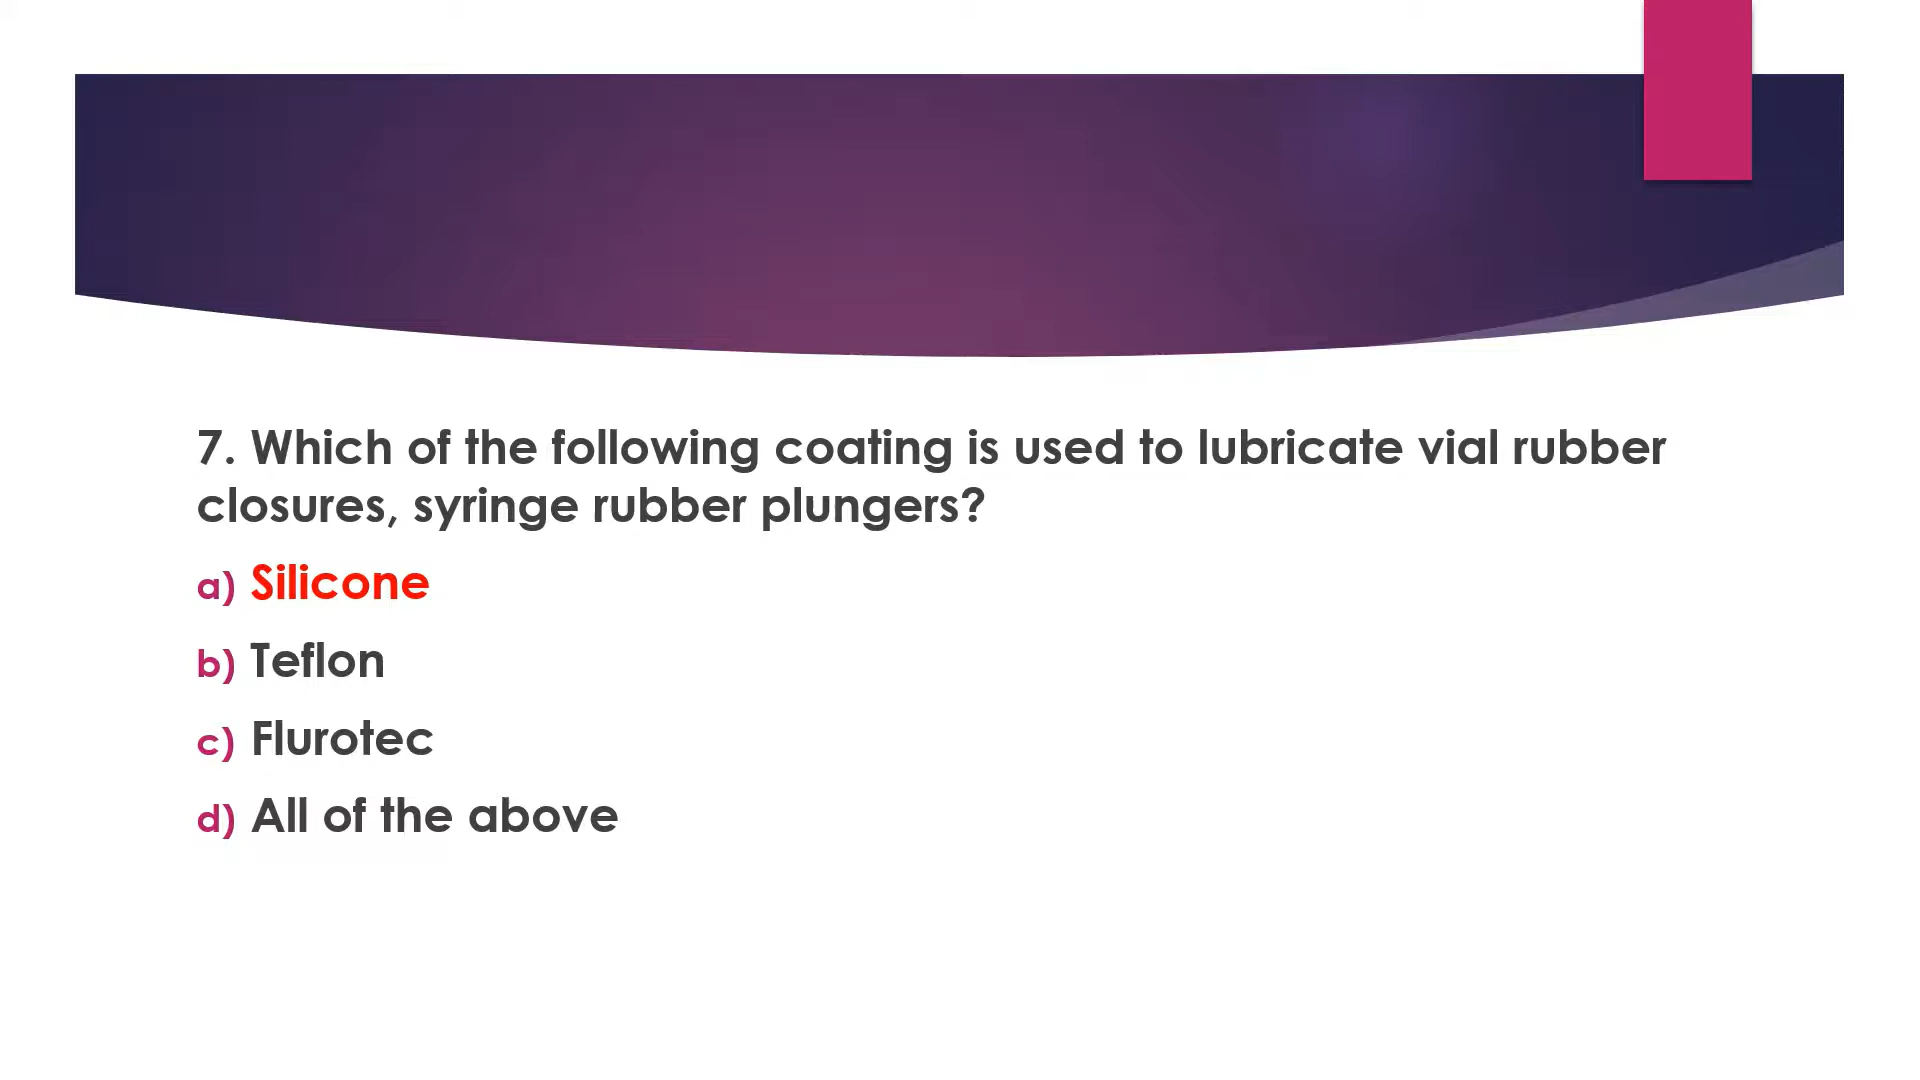 7. Which of the following coating is used to lubricate vial rubber
closures, syringe rubber plungers?
a) Silicone
b) Teflon
c) Flurotec
d) All of the above